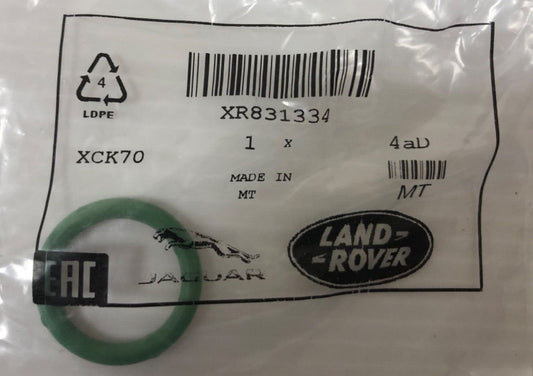 4
LDPE
XR831334
XCK70
1 x
4aD
MADE IN
MT
MT
EAC
JAGUAR
LAND-
-ROVER